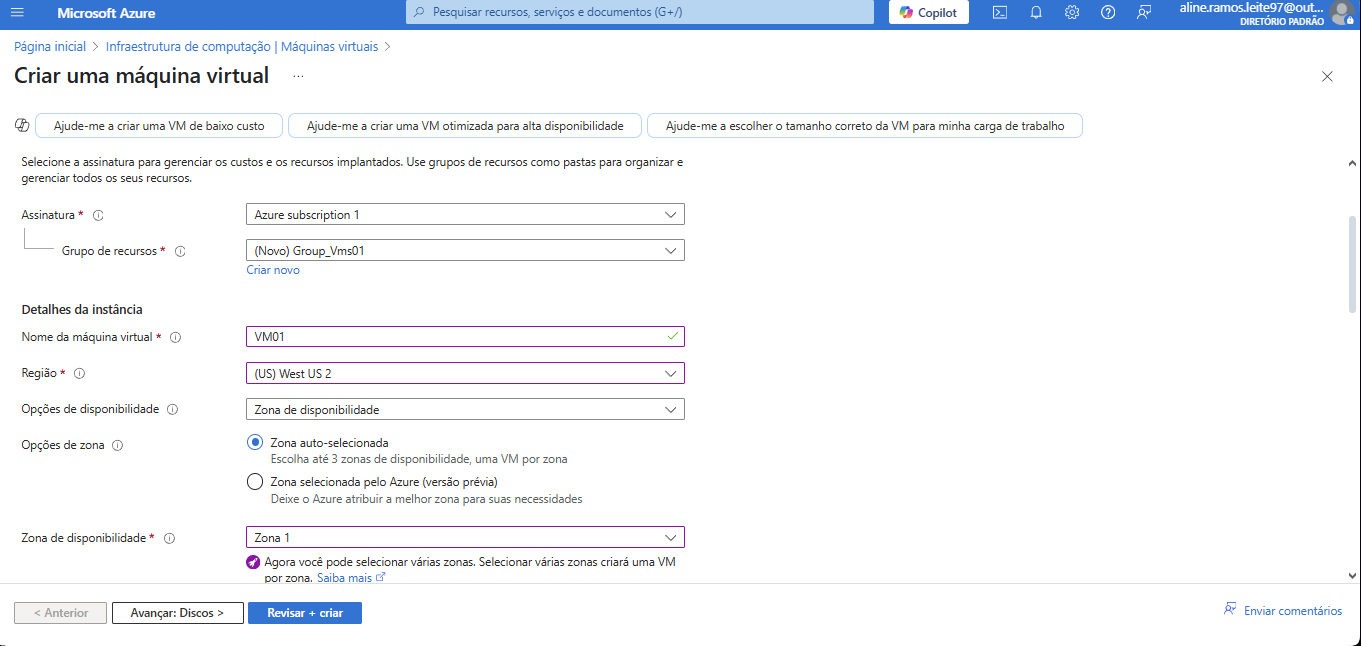 Microsoft Azure
Pesquisar recursos, serviços e documentos (G+/)
Copilot
aline.ramos.leite97@out...
DIRETÓRIO PADRÃO
Página inicial > Infraestrutura de computação | Máquinas virtuais >
Criar uma máquina virtual ...
Ajude-me a criar uma VM de baixo custo
Ajude-me a criar uma VM otimizada para alta disponibilidade
Ajude-me a escolher o tamanho correto da VM para minha carga de trabalho
Selecione a assinatura para gerenciar os custos e os recursos implantados. Use grupos de recursos como pastas para organizar e
gerenciar todos os seus recursos.
Assinatura *
Azure subscription 1
Grupo de recursos *
(Novo) Group_Vms01
Criar novo
Detalhes da instância
Nome da máquina virtual *
VM01
Região *
(US) West US 2
Opções de disponibilidade
Zona de disponibilidade
Opções de zona
Zona auto-selecionada
Escolha até 3 zonas de disponibilidade, uma VM por zona
Zona selecionada pelo Azure (versão prévia)
Deixe o Azure atribuir a melhor zona para suas necessidades
Zona de disponibilidade *
Zona 1
Agora você pode selecionar várias zonas. Selecionar várias zonas criará uma VM
por zona. Saiba mais
< Anterior
Avançar: Discos >
Revisar + criar
Enviar comentários